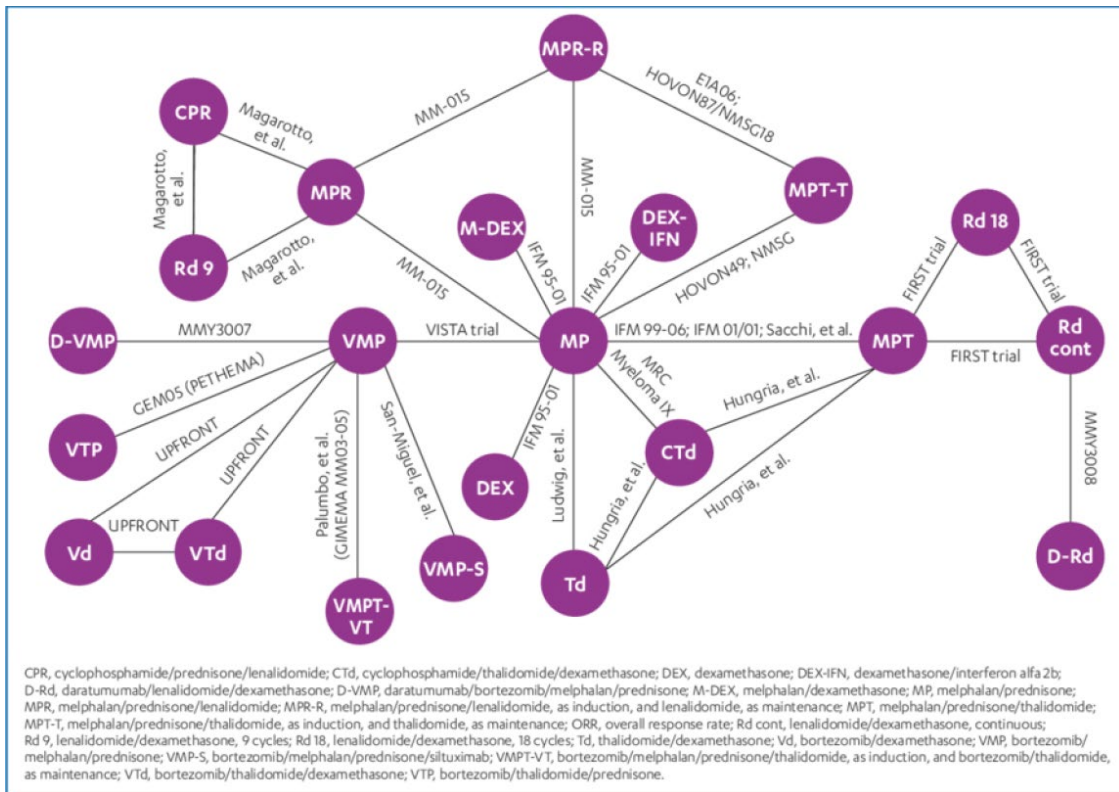 MPR-R
E1A06;
HOVON87/NMSG18
MM-015
CPR
Magarotto,
et al.
Magarotto,
et al.
MPR
MM-015
MPT-T
M-DEX
DEX-
IFN
Rd 18
IFM 95-01
IFM 95-01
HOVON49; NMSG
FIRST trial
FIRST trial
Rd 9
Magarotto,
et al.
MM-015
D-VMP
MMY3007
VMP
VISTA trial
MP
IFM 99-06; IFM 01/01; Sacchi, et al.
MPT
FIRST trial
Rd
cont
GEM05 (PETHEMA)
VTP
UPFRONT
UPFRONT
UPFRONT
Vd
VTd
Palumbo, et al.
(GIMEMA MM03-05)
VMPT-
VT
San-Miguel, et al.
VMP-S
IFM 95-01
DEX
Ludwig, et al.
Td
MRC
Myeloma IX
CTd
Hungria, et al.
Hungria, et al.
Hungria, et al.
MMY3008
D-Rd
CPR, cyclophosphamide/prednisone/lenalidomide; CTd, cyclophosphamide/thalidomide/dexamethasone; DEX, dexamethasone; DEX-IFN, dexamethasone/interferon alfa 2b;
D-Rd, daratumumab/lenalidomide/dexamethasone; D-VMP, daratumumab/bortezomib/melphalan/prednisone; M-DEX, melphalan/dexamethasone; MP, melphalan/prednisone;
MPR, melphalan/prednisone/lenalidomide; MPR-R, melphalan/prednisone/lenalidomide, as induction, and lenalidomide, as maintenance; MPT, melphalan/prednisone/thalidomide;
MPT-T, melphalan/prednisone/thalidomide, as induction, and thalidomide, as maintenance; ORR, overall response rate; Rd cont, lenalidomide/dexamethasone, continuous;
Rd 9, lenalidomide/dexamethasone, 9 cycles; Rd 18, lenalidomide/dexamethasone, 18 cycles; Td, thalidomide/dexamethasone; Vd, bortezomib/dexamethasone; VMP, bortezomib/
melphalan/prednisone; VMP-S, bortezomib/melphalan/prednisone/siltuximab; VMPT-VT, bortezomib/melphalan/prednisone/thalidomide, as induction, and bortezomib/thalidomide,
as maintenance; VTd, bortezomib/thalidomide/dexamethasone; VTP, bortezomib/thalidomide/prednisone.